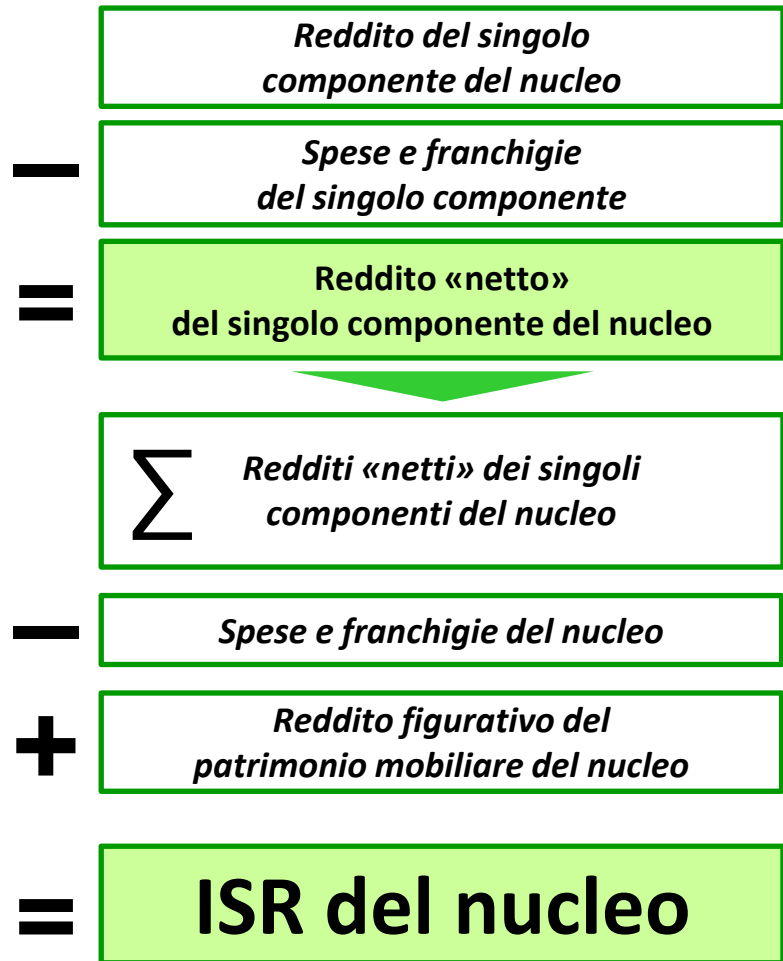 Reddito del singolo
componente del nucleo
—
Spese e franchigie
del singolo componente
=
Reddito «netto»
del singolo componente del nucleo
∑ Redditi «netti» dei singoli
componenti del nucleo
—
Spese e franchigie del nucleo
+
Reddito figurativo del
patrimonio mobiliare del nucleo
=
ISR del nucleo